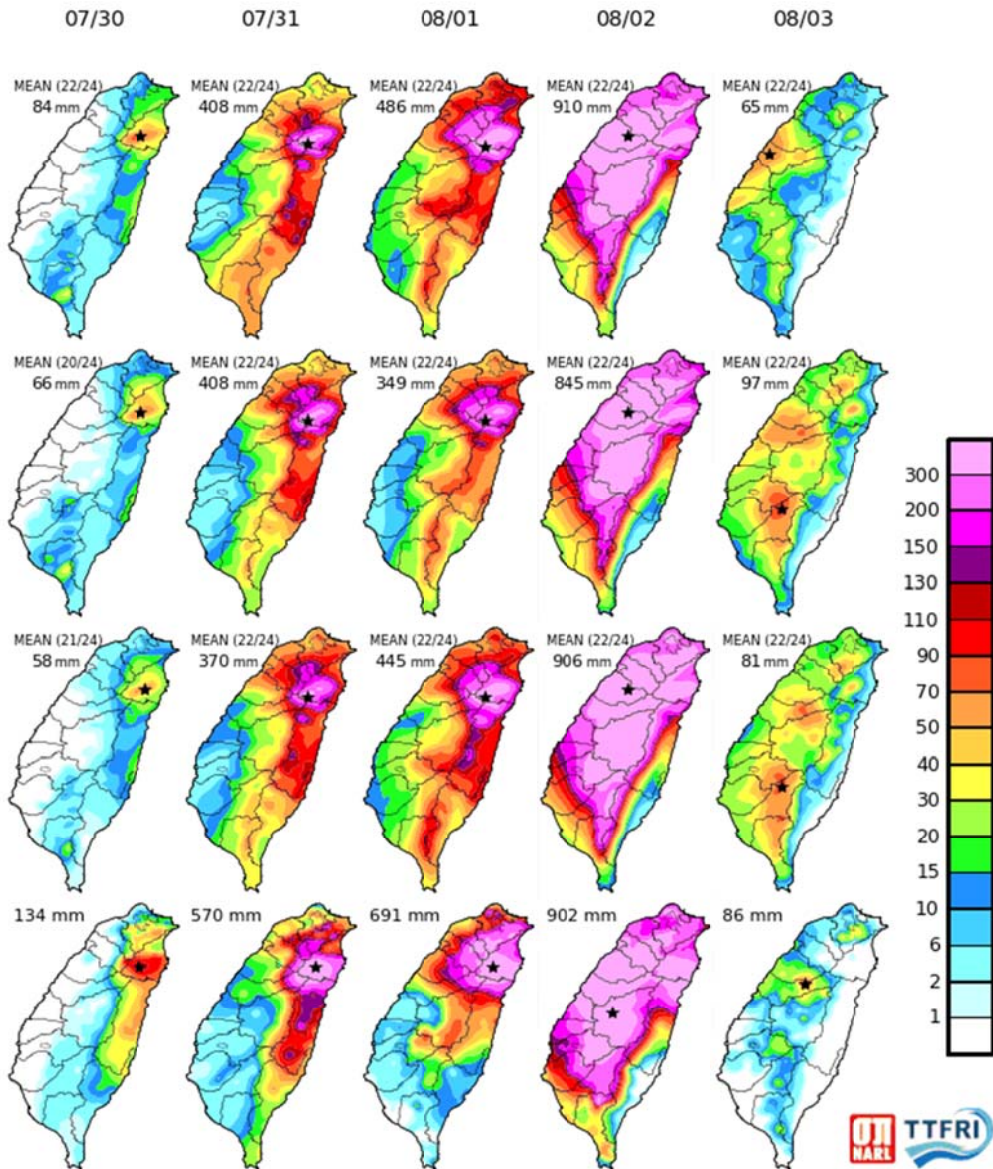 07/30 07/31 08/01 08/02 08/03
MEAN (22/24) MEAN (22/24) MEAN (22/24) MEAN (22/24) MEAN (22/24)
84 mm 408 mm 486 mm 910 mm 65 mm
MEAN (20/24) MEAN (22/24) MEAN (22/24) MEAN (22/24) MEAN (22/24)
66 mm 408 mm 349 mm 845 mm 97 mm
MEAN (21/24) MEAN (22/24) MEAN (22/24) MEAN (22/24) MEAN (22/24)
58 mm 370 mm 445 mm 906 mm 81 mm
134 mm 570 mm 691 mm 902 mm 86 mm
300
200
150
130
110
90
70
50
40
30
20
15
10
6
2
1
NARL TTFRI